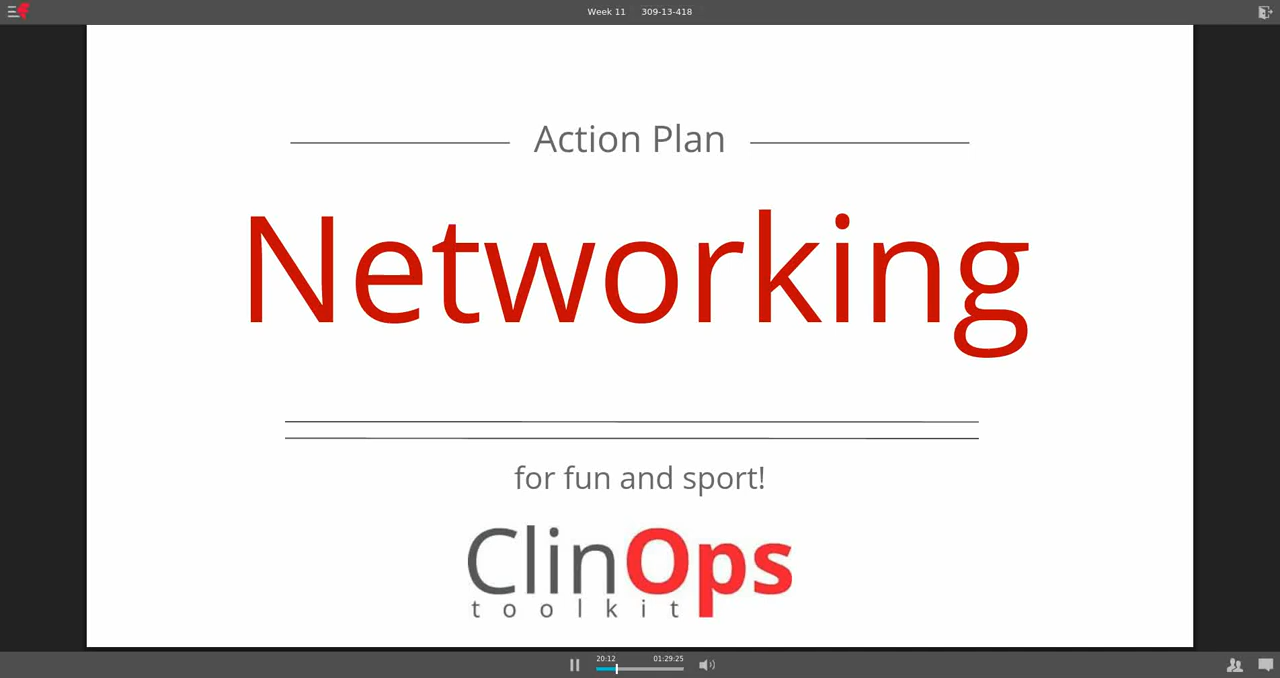 Week 11 309-13-418
Action Plan
Networking
for fun and sport!
ClinOps
toolkit
20:12 01:29:25